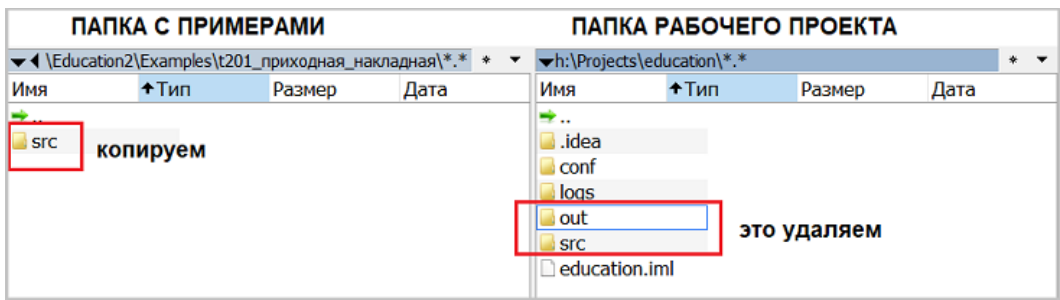 ПАПКА С ПРИМЕРАМИ
\Education2\Examples\t201_приходная_накладная\*.* * 
Имя Тип Размер Дата
..
src
копируем
ПАПКА РАБОЧЕГО ПРОЕКТА
h:\Projects\education\*.* *
Имя Тип Размер Дата
..
.idea
conf
logs
out
src
education.iml
это удаляем